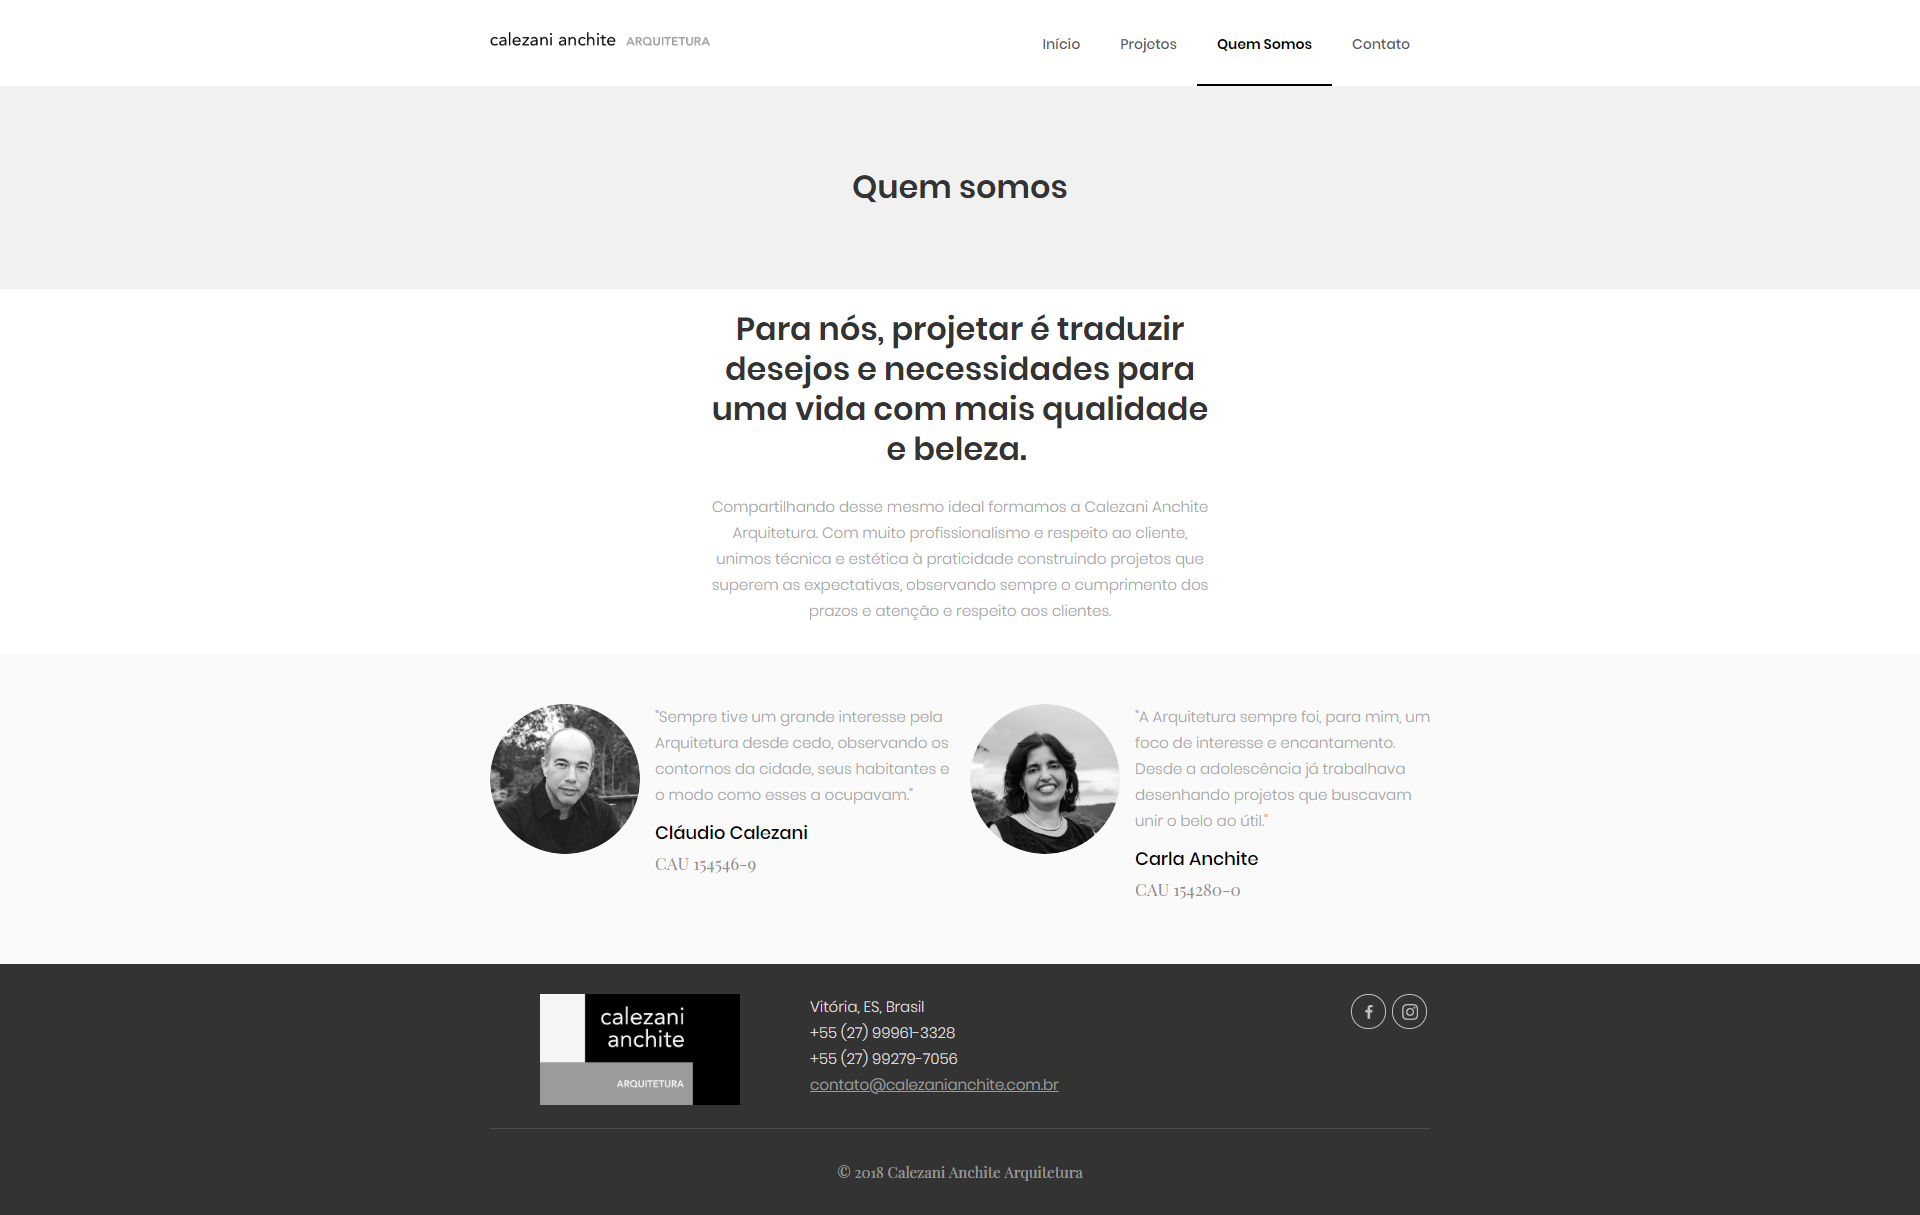 calezani anchite ARQUITETURA
Início Projetos Quem Somos Contato
Quem somos
Para nós, projetar é traduzir
desejos e necessidades para
uma vida com mais qualidade
e beleza.
Compartilhando desse mesmo ideal formamos a Calezani Anchite
Arquitetura. Com muito profissionalismo e respeito ao cliente,
unimos técnica e estética à praticidade construindo projetos que
superem as expectativas, observando sempre o cumprimento dos
prazos e atenção e respeito aos clientes.
"Sempre tive um grande interesse pela
Arquitetura desde cedo, observando os
contornos da cidade, seus habitantes e
o modo como esses a ocupavam."
Cláudio Calezani
CAU 154546-9
"A Arquitetura sempre foi, para mim, um
foco de interesse e encantamento.
Desde a adolescência já trabalhava
desenhando projetos que buscavam
unir o belo ao útil."
Carla Anchite
CAU 154280-0
calezani
anchite
ARQUITETURA
Vitória, ES, Brasil
+55 (27) 99961-3328
+55 (27) 99279-7056
contato@calezanianchite.com.br
© 2018 Calezani Anchite Arquitetura